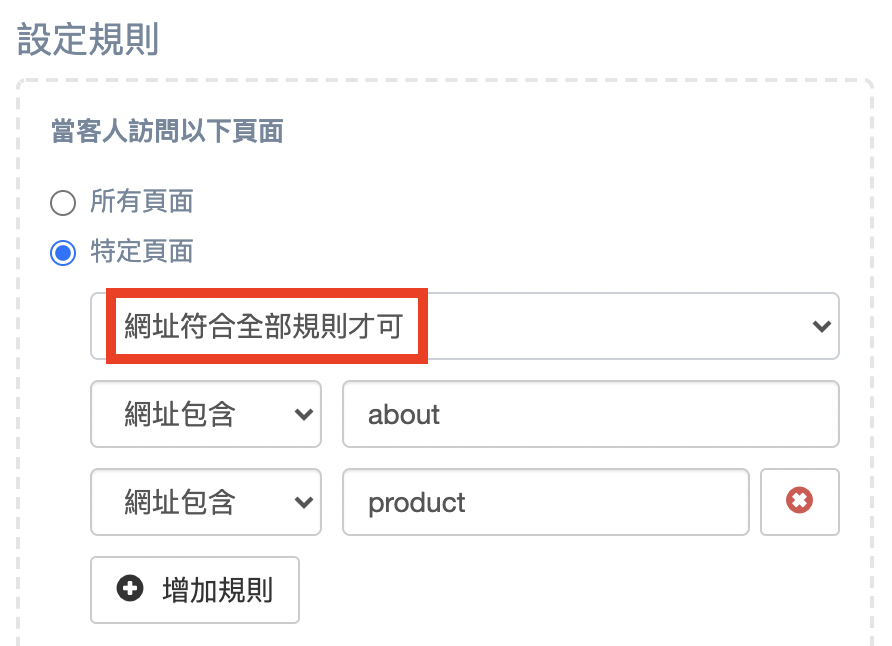 設定規則
當客人訪問以下頁面
所有頁面
特定頁面
網址符合全部規則才可
網址包含 about
網址包含 product
增加規則